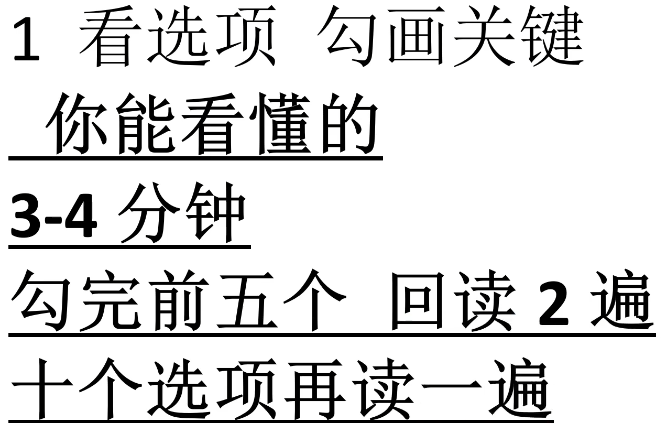 1 看选项 勾画关键
你能看懂的
3-4 分钟
勾完前五个 回读 2 遍
十个选项再读一遍